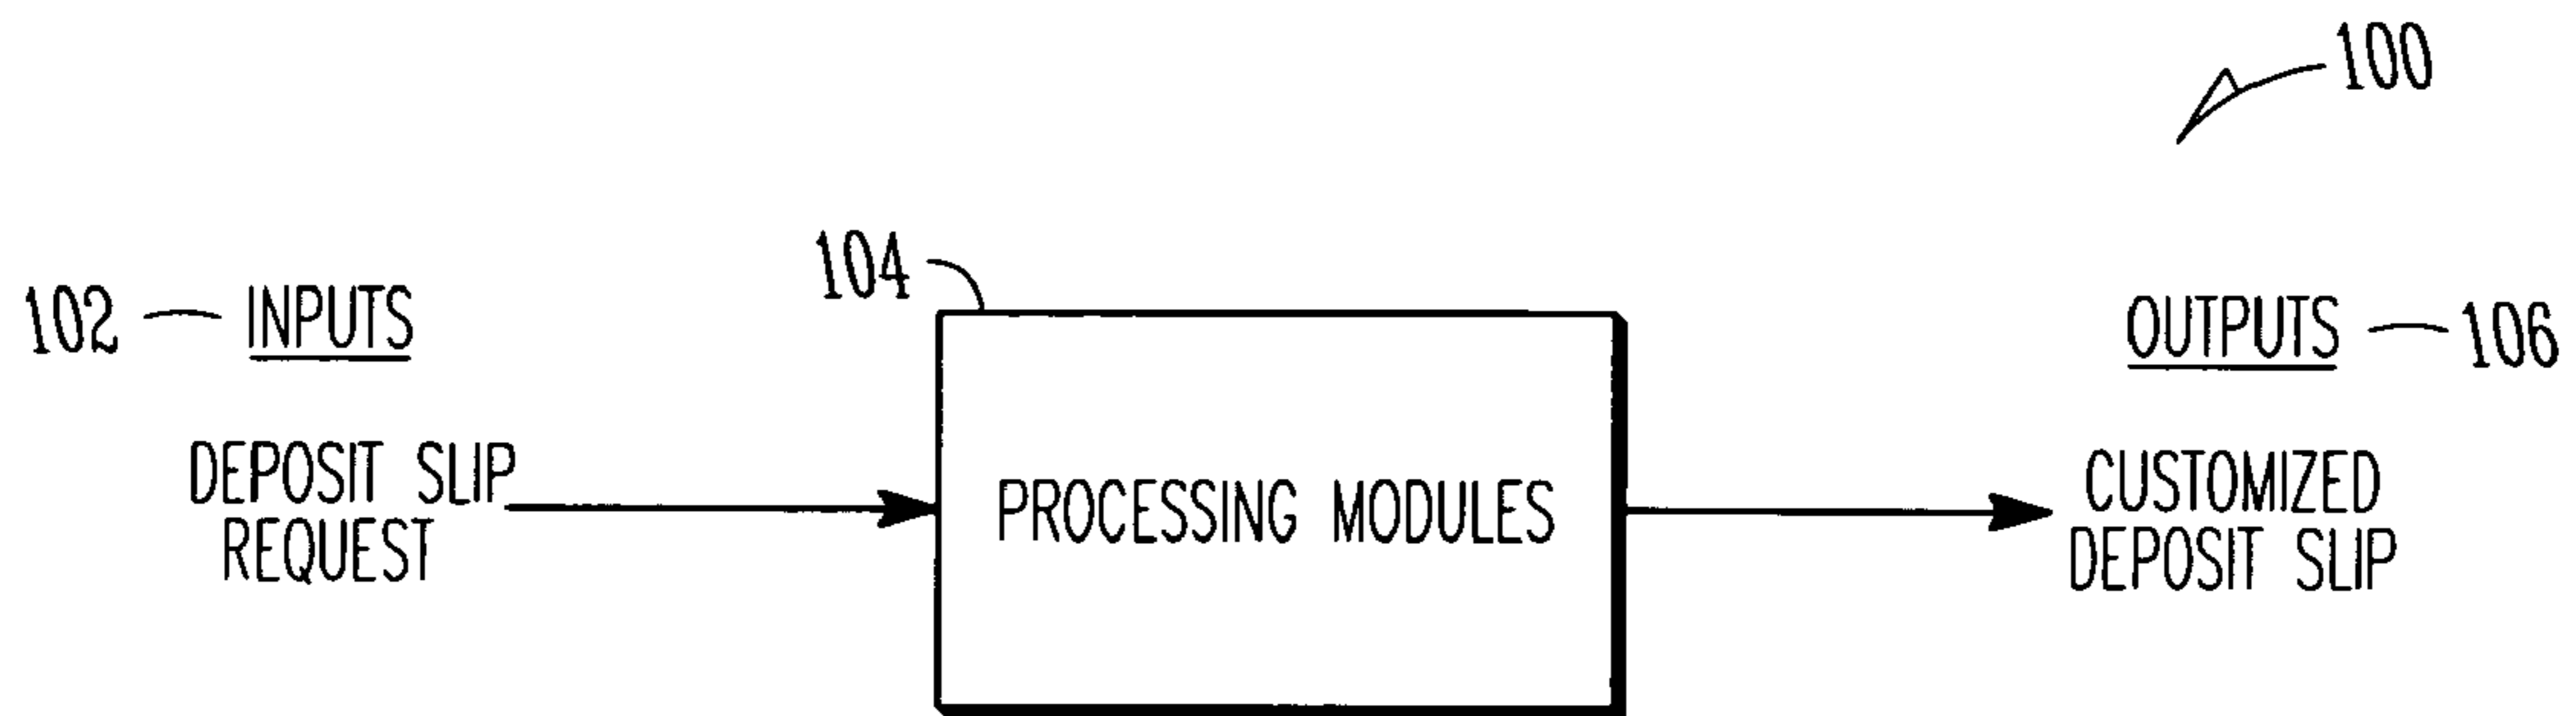 100
104
102 INPUTS
OUTPUTS 106
DEPOSIT SLIP
REQUEST
PROCESSING MODULES
CUSTOMIZED
DEPOSIT SLIP